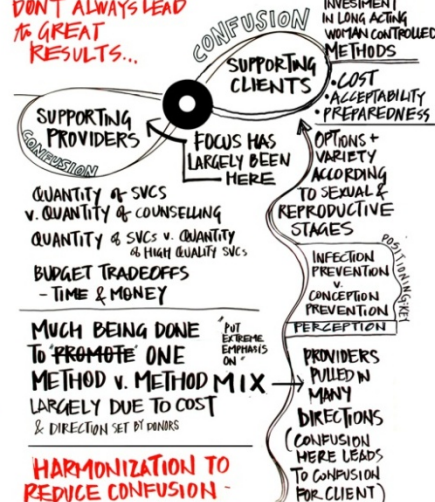 DON'T ALWAYS LEAD
to GREAT
RESULTS...
CONFUSION
INVESTMENT
IN LONG ACTING
WOMAN CONTROLLED
METHODS
SUPPORTING
CLIENTS
• COST
• ACCEPTABILITY
• PREPAREDNESS
SUPPORTING
PROVIDERS
CONFUSION
FOCUS HAS
LARGELY BEEN
HERE
OPTIONS +
VARIETY
ACCORDING
TO SEXUAL &
REPRODUCTIVE
STAGES
QUANTITY of SVCS
v. QUANTITY of COUNSELLING
QUANTITY of SVCS v. QUANTITY
of HIGH QUALITY SVCS
BUDGET TRADEOFFS
- TIME & MONEY
INFECTION
PREVENTION
v.
CONCEPTION
PREVENTION
POSITIONING
PERCEPTION
MUCH BEING DONE
To "PROMOTE" ONE
METHOD v. METHOD MIX
LARGELY DUE TO COST
& DIRECTION SET BY DONORS
"PUT
EXTREME
EMPHASIS
ON"
PROVIDERS
PULLED IN
MANY
DIRECTIONS
(CONFUSION
HERE LEADS
TO CONFUSION
FOR CLIENT)
HARMONIZATION TO
REDUCE CONFUSION -